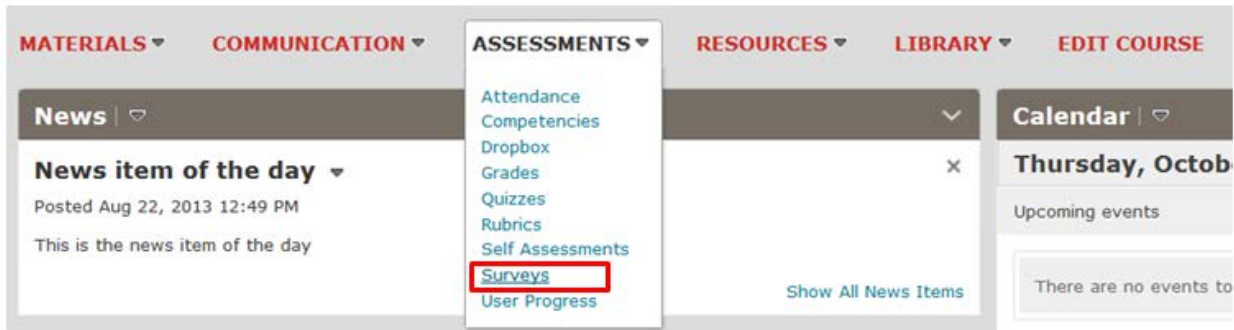 MATERIALS COMMUNICATION ASSESSMENTS RESOURCES LIBRARY EDIT COURSE
Attendance
Competencies
Dropbox
Grades
Quizzes
Rubrics
Self Assessments
Surveys
User Progress
News
News item of the day
Posted Aug 22, 2013 12:49 PM
This is the news item of the day
Show All News Items
Calendar
Thursday, Octob
Upcoming events
There are no events to